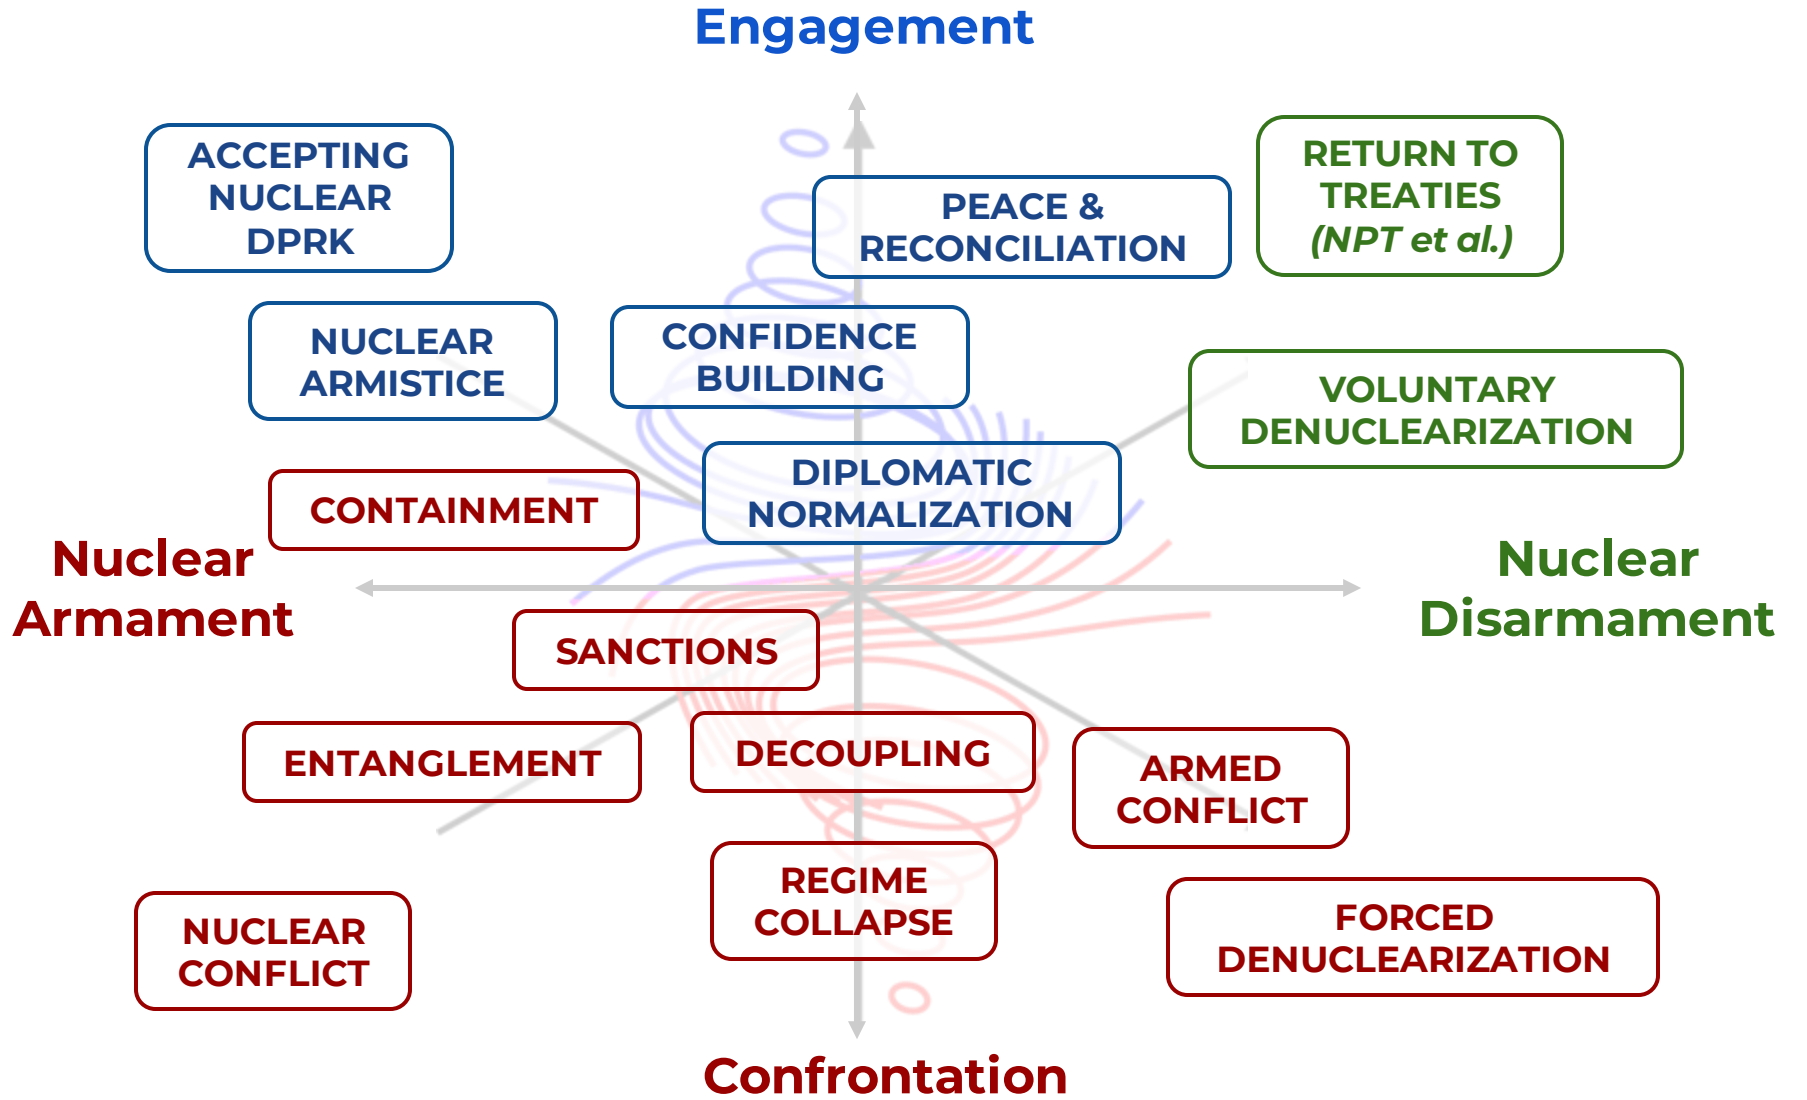 Engagement
ACCEPTING
NUCLEAR
DPRK
PEACE &
RECONCILIATION
RETURN TO
TREATIES
(NPT et al.)
NUCLEAR
ARMISTICE
CONFIDENCE
BUILDING
VOLUNTARY
DENUCLEARIZATION
CONTAINMENT
DIPLOMATIC
NORMALIZATION
Nuclear
Armament
Nuclear
Disarmament
SANCTIONS
ENTANGLEMENT
DECOUPLING
ARMED
CONFLICT
REGIME
COLLAPSE
NUCLEAR
CONFLICT
FORCED
DENUCLEARIZATION
Confrontation